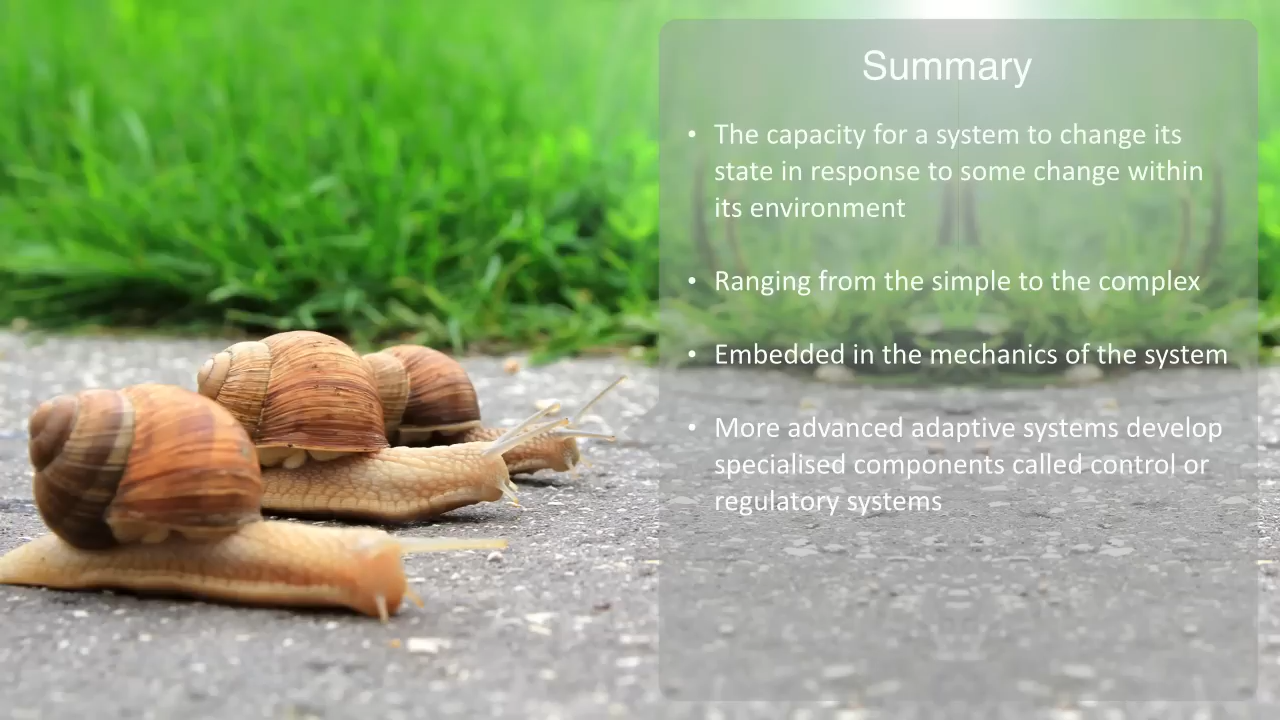 Summary
• The capacity for a system to change its
state in response to some change within
its environment
• Ranging from the simple to the complex
• Embedded in the mechanics of the system
• More advanced adaptive systems develop
specialised components called control or
regulatory systems